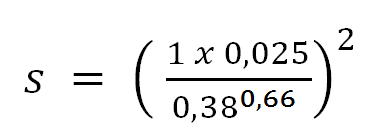 s = ( (1 x 0,025) / 0,38^0,66 )^2